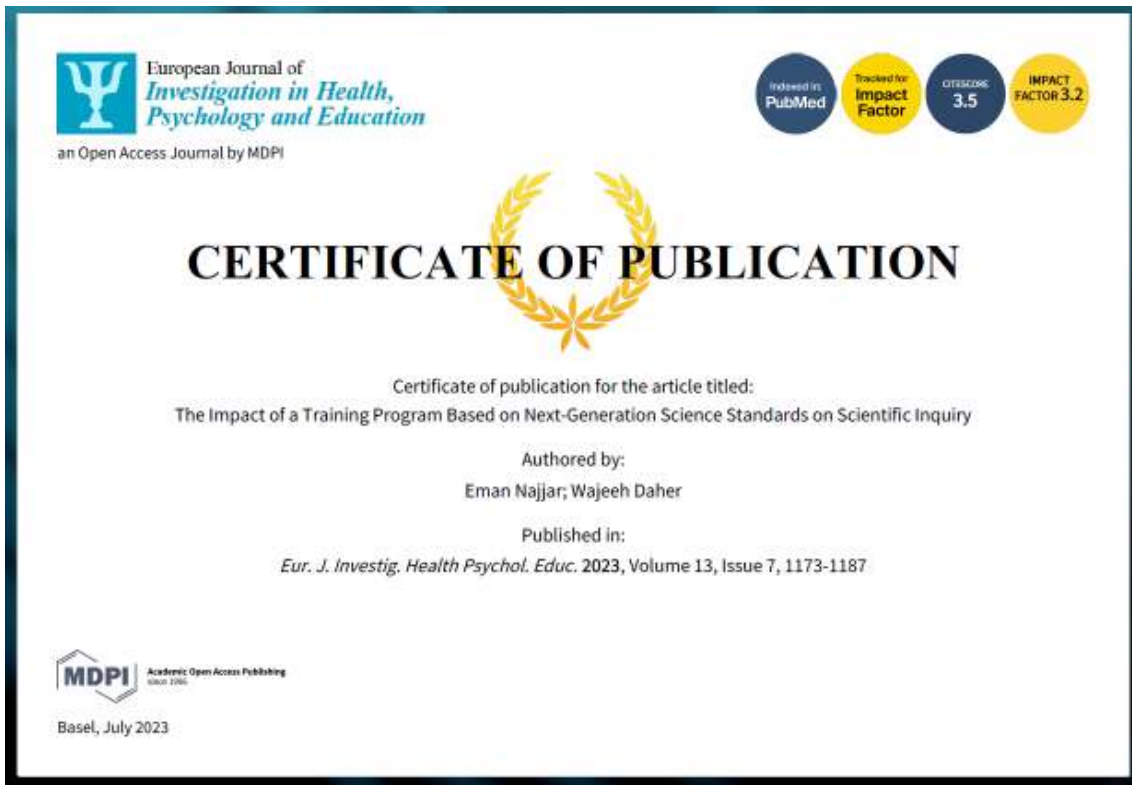 European Journal of
Investigation in Health,
Psychology and Education
an Open Access Journal by MDPI
Indexed in:
PubMed
Tracked for
Impact
Factor
CITESCORE
3.5
IMPACT
FACTOR 3.2
CERTIFICATE OF PUBLICATION
Certificate of publication for the article titled:
The Impact of a Training Program Based on Next-Generation Science Standards on Scientific Inquiry
Authored by:
Eman Najjar; Wajeeh Daher
Published in:
Eur. J. Investig. Health Psychol. Educ. 2023, Volume 13, Issue 7, 1173-1187
MDPI
Academic Open Access Publishing
since 1996
Basel, July 2023